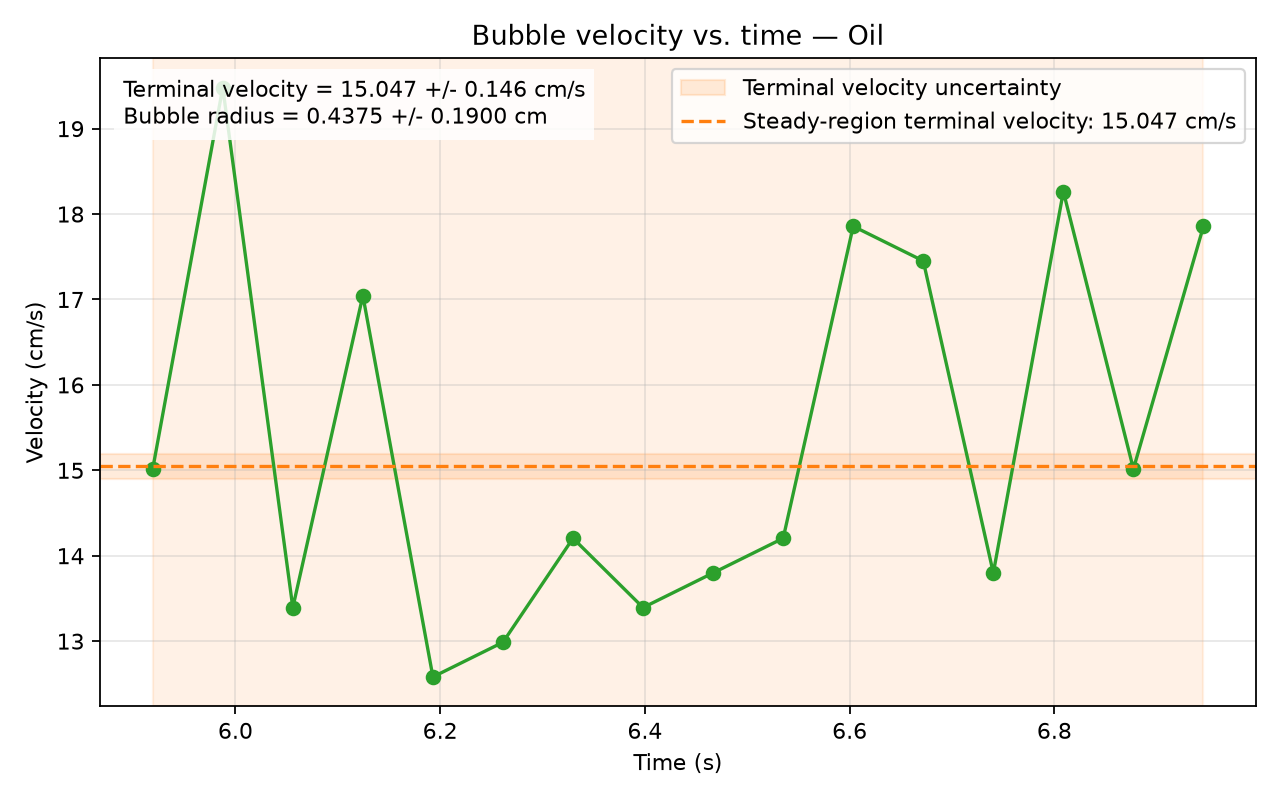 Bubble velocity vs. time — Oil
Terminal velocity = 15.047 +/- 0.146 cm/s
Bubble radius = 0.4375 +/- 0.1900 cm
Terminal velocity uncertainty
Steady-region terminal velocity: 15.047 cm/s
Velocity (cm/s)
19
18
17
16
15
14
13
6.0 6.2 6.4 6.6 6.8
Time (s)